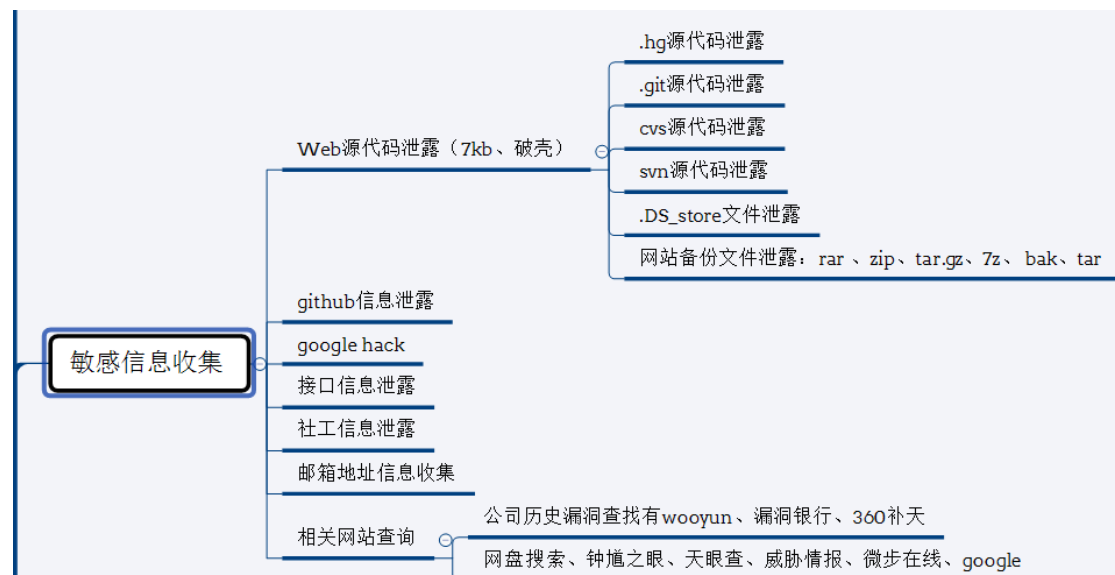 敏感信息收集
Web源代码泄露（7kb、破壳）
.hg源代码泄露
.git源代码泄露
cvs源代码泄露
svn源代码泄露
.DS_store文件泄露
网站备份文件泄露：rar 、zip、tar.gz、7z、 bak、tar
github信息泄露
google hack
接口信息泄露
社工信息泄露
邮箱地址信息收集
相关网站查询
公司历史漏洞查找有wooyun、漏洞银行、360补天
网盘搜索、钟馗之眼、天眼查、威胁情报、微步在线、google